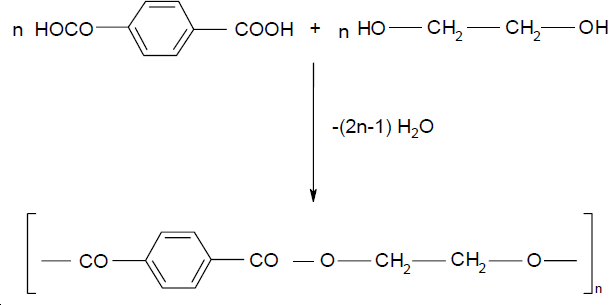 n HOCO COOH + n HO CH2 CH2 OH
-(2n-1) H2O
CO CO O CH2 CH2 O n